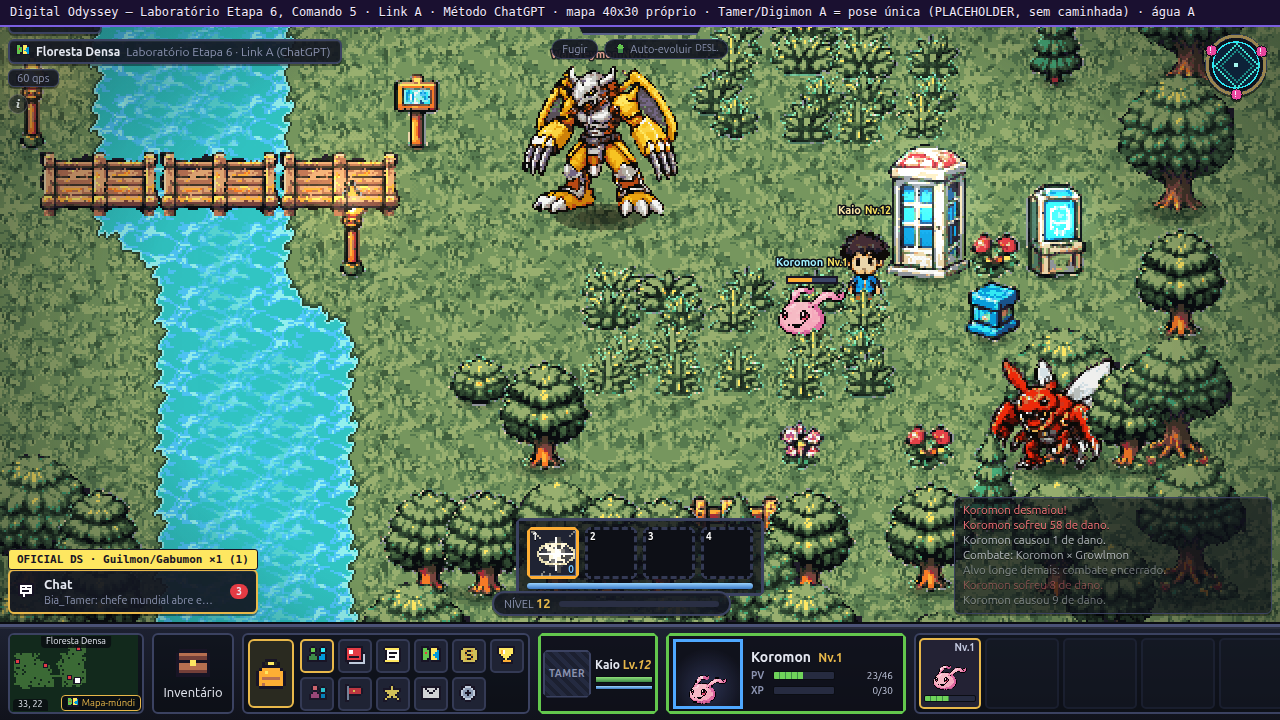 Digital Odyssey — Laboratório Etapa 6, Comando 5 · Link A · Método ChatGPT · mapa 40x30 próprio · Tamer/Digimon A = pose única (PLACEHOLDER, sem caminhada) · água A
Floresta Densa Laboratório Etapa 6 · Link A (ChatGPT)
Fugir
Auto-evoluir DESL.
60 qps
i
Kaio Nv.12
Koromon Nv.1
Koromon desmaiou!
Koromon sofreu 58 de dano.
Koromon causou 1 de dano.
Combate: Koromon × Growlmon
Alvo longe demais: combate encerrado.
Koromon sofreu 8 de dano.
Koromon causou 9 de dano.
1
0
2
3
4
NÍVEL 12
OFICIAL DS · Guilmon/Gabumon ×1 (1)
Chat
Bia_Tamer: chefe mundial abre e…
3
Floresta Densa
33, 22
Mapa-múndi
Inventário
TAMER
Kaio Lv.12
Koromon Nv.1
PV 23/46
XP 0/30
Nv.1